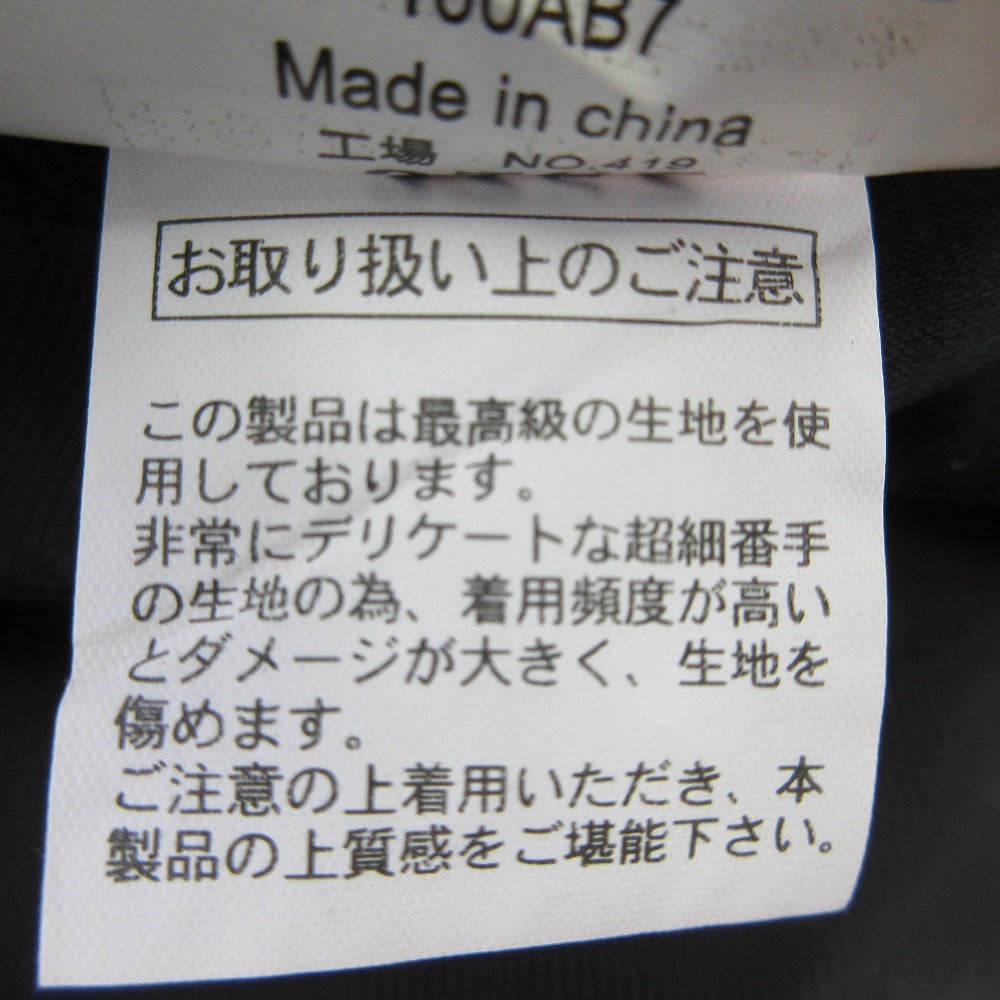 Made in china
工場 NO.419
お取り扱い上のご注意
この製品は最高級の生地を使
用しております。
非常にデリケートな超細番手
の生地の為、着用頻度が高い
とダメージが大きく、生地を
傷めます。
ご注意の上着用いただき、本
製品の上質感をご堪能下さい。